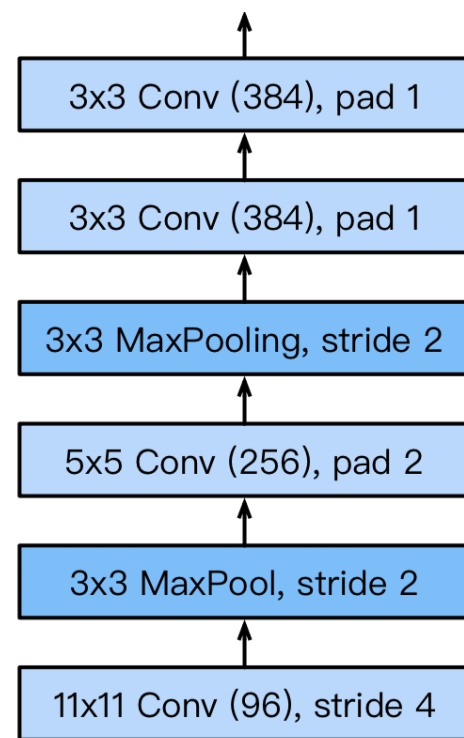 3x3 Conv (384), pad 1
3x3 Conv (384), pad 1
3x3 MaxPooling, stride 2
5x5 Conv (256), pad 2
3x3 MaxPool, stride 2
11x11 Conv (96), stride 4